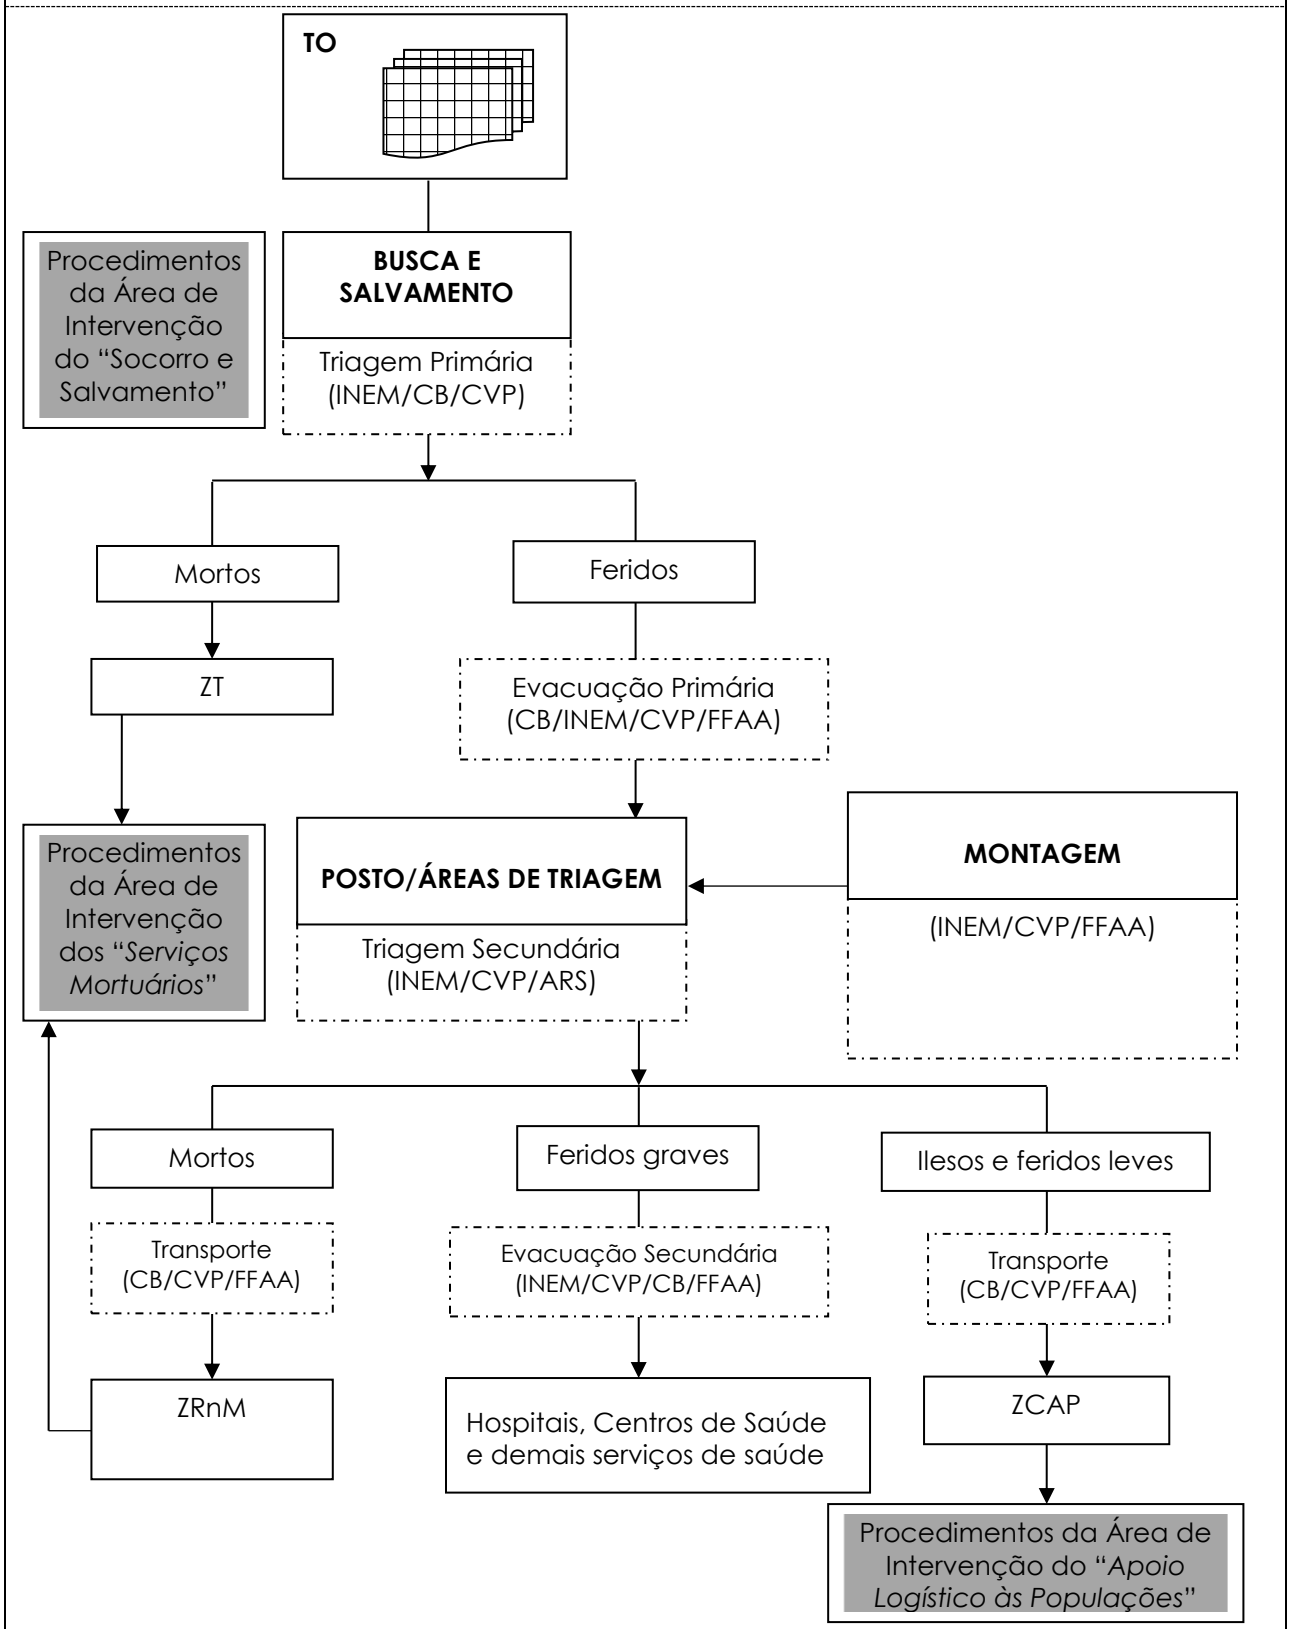 TO
Procedimentos
da Área de
Intervenção
do “Socorro e
Salvamento”
BUSCA E
SALVAMENTO
Triagem Primária
(INEM/CB/CVP)
Mortos
Feridos
ZT
Evacuação Primária
(CB/INEM/CVP/FFAA)
Procedimentos
da Área de
Intervenção
dos “Serviços
Mortuários”
POSTO/ÁREAS DE TRIAGEM
Triagem Secundária
(INEM/CVP/ARS)
MONTAGEM
(INEM/CVP/FFAA)
Mortos
Feridos graves
Ilesos e feridos leves
Transporte
(CB/CVP/FFAA)
Evacuação Secundária
(INEM/CVP/CB/FFAA)
Transporte
(CB/CVP/FFAA)
ZRnM
Hospitais, Centros de Saúde
e demais serviços de saúde
ZCAP
Procedimentos da Área de
Intervenção do “Apoio
Logístico às Populações”